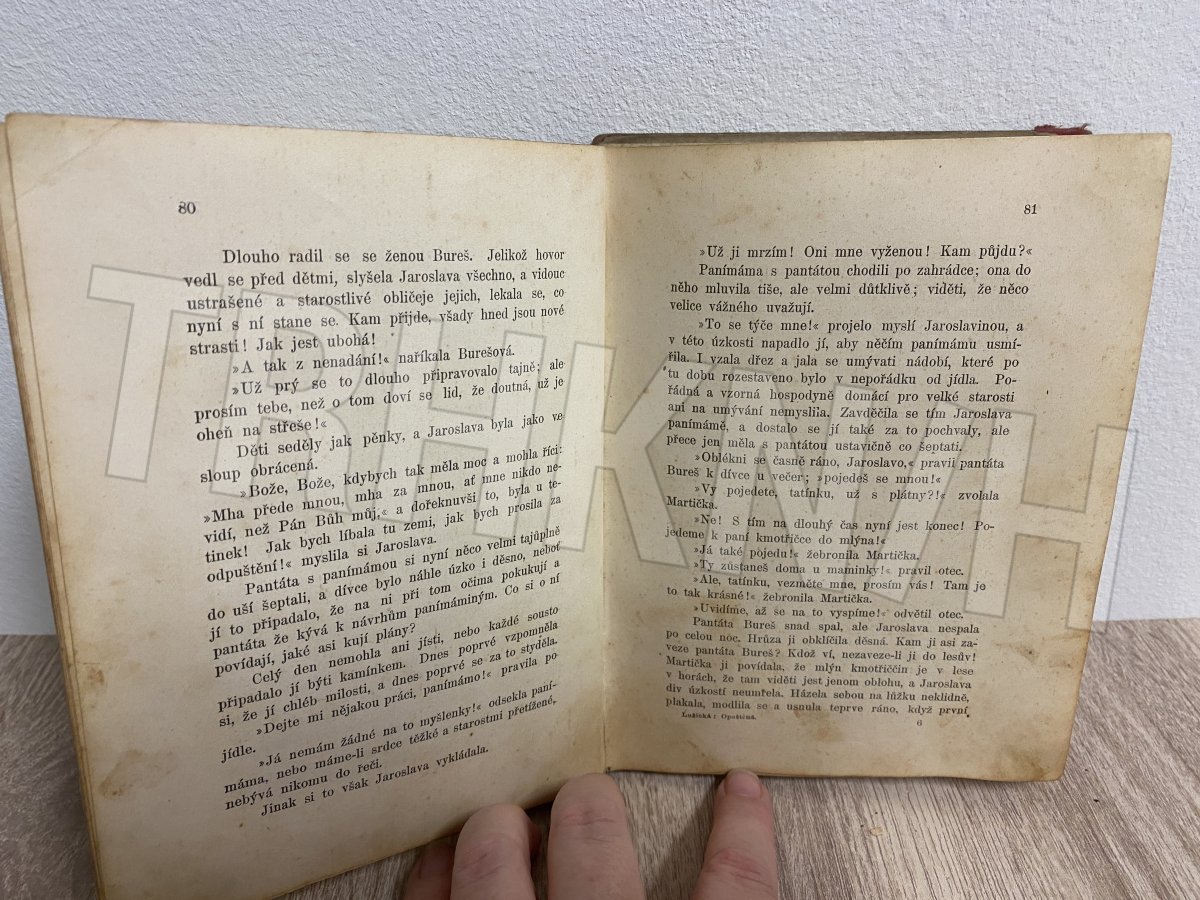 80
Dlouho radil se se ženou Bureš. Jelikož hovor
vedl se před dětmi, slyšela Jaroslava všechno, a vidouc
ustrašené a starostlivé obličeje jejich, lekala se, co
nyní s ní stane se. Kam přijde, všady hned jsou nové
strasti! Jak jest ubohá!
»A tak z nenadání!« naříkala Burešová.
»Už prý se to dlouho připravovalo tajně; ale
prosím tebe, než o tom doví se lid, že doutná, už je
oheň na střeše!«
Děti seděly jak pěnky, a Jaroslava byla jako ve
sloup obrácená.
»Bože, Bože, kdybych tak měla moc a mohla říci:
»Mha přede mnou, mha za mnou, ať mne nikdo ne-
vidí, než Pán Bůh můj,« a dořeknuvši to, byla u te-
tinek! Jak bych líbala tu zemi, jak bych prosila za
odpuštění!« myslila si Jaroslava.
Pantáta s panímámou si nyní něco velmi tajůplně
do uší šeptali, a dívce bylo náhle úzko i děsno, neboť
jí to připadalo, že na ni při tom očima pokukují a
pantáta že kývá k návrhům panímáminým. Co si o ní
povídají, jaké asi kují plány?
Celý den nemohla ani jísti, nebo každé sousto
připadalo jí býti kamínkem. Dnes poprvé vzpomněla
si, že jí chléb milosti, a dnes poprvé se za to styděla.
»Dejte mi nějakou práci, panímámo!« pravila po
jídle.
»Já nemám žádné na to myšlenky!« odsekla paní-
máma, nebo máme-li srdce těžké a starostmi přetížené,
nebývá nikomu do řeči.
Jinak si to však Jaroslava vykládala.
81
»Už ji mrzím! Oni mne vyženou! Kam půjdu?«
Panímáma s pantátou chodili po zahrádce; ona do
něho mluvila tiše, ale velmi důtklivě; viděti, že něco
velice vážného uvažují.
»To se týče mne!« projelo myslí Jaroslavinou, a
v této úzkosti napadlo jí, aby něčím panímámu usmí-
řila. I vzala dřez a jala se umývati nádobí, které po
tu dobu rozestaveno bylo v nepořádku od jídla. Po-
řádná a vzorná hospodyně domácí pro velké starosti
ani na umývání nemyslila. Zavděčila se tím Jaroslava
panímámě, a dostalo se jí také za to pochvaly, ale
přece jen měla s pantátou ustavičně co šeptati.
»Oblékni se časně ráno, Jaroslavo,« pravil pantáta
Bureš k dívce u večer; »pojedeš se mnou!«
»Vy pojedete, tatínku, už s plátny?!« zvolala
Martička.
»Ne! S tím na dlouhý čas nyní jest konec! Po-
jedeme k paní kmotřičce do mlýna!«
»Já také pojedu!« žebronila Martička.
»Ty zůstaneš doma u maminky!« pravil otec.
»Ale, tatínku, vezměte mne, prosím vás! Tam je
to tak krásné!« žebronila Martička.
»Uvidíme, až se na to vyspíme!« odvětil otec.
Pantáta Bureš snad spal, ale Jaroslava nespala
po celou noc. Hrůza ji obklíčila děsná. Kam ji asi za-
veze pantáta Bureš? Kdož ví, nezaveze-li ji do lesův!
Martička jí povídala, že mlýn kmotřiččin je v lese
v horách, že tam viděti jest jenom oblohu, a Jaroslava
div úzkostí neumřela. Házela sebou na lůžku neklidně,
plakala, modlila se a usnula teprve ráno, když první
Lužická: Opuštěná. 6
TRHKNIH